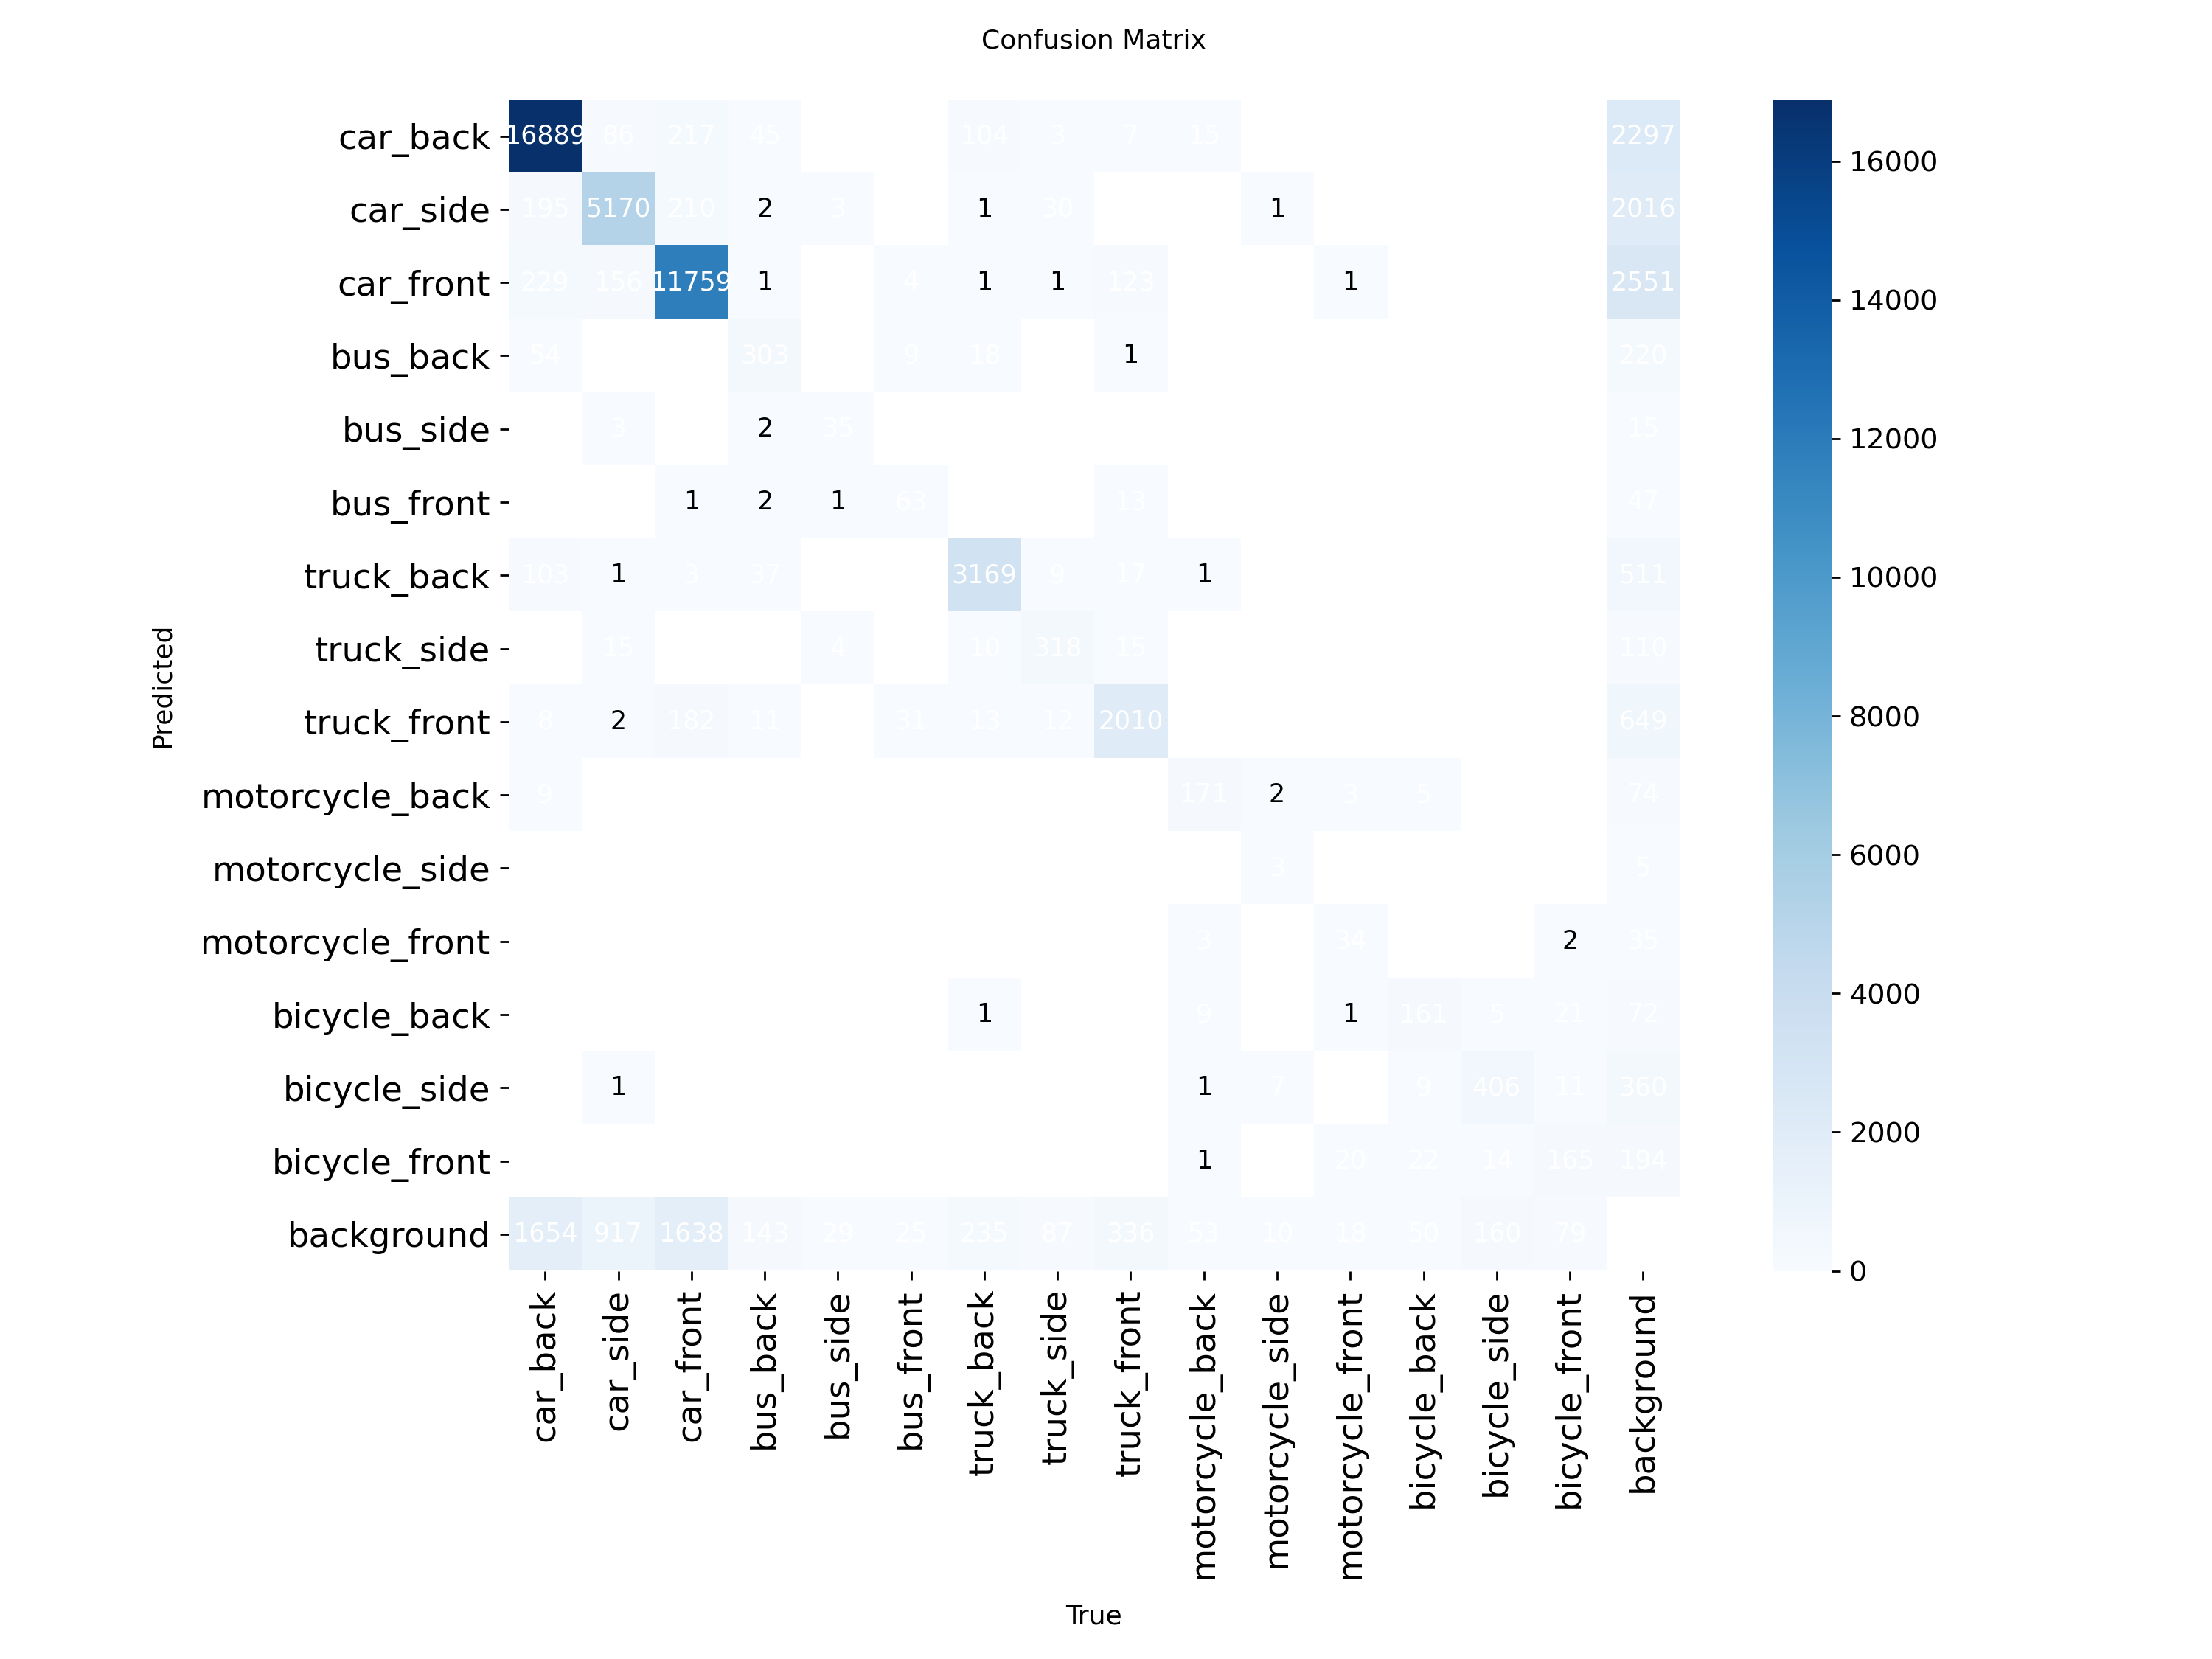 Confusion Matrix
car_back 16889 86 217 45 104 3 7 15 2297
car_side 195 5170 210 2 3 1 30 1 2016
car_front 229 156 11759 1 4 1 1 123 1 2551
bus_back 54 303 9 18 1 220
bus_side 3 2 35 15
bus_front 1 2 1 63 13 47
truck_back 103 1 3 37 3169 9 17 1 511
truck_side 15 4 10 318 15 110
truck_front 8 2 182 11 31 13 12 2010 649
motorcycle_back 9 171 2 3 5 74
motorcycle_side 3 5
motorcycle_front 3 34 2 35
bicycle_back 1 9 1 161 5 21 72
bicycle_side 1 1 7 9 406 11 360
bicycle_front 1 20 22 14 165 194
background 1654 917 1638 143 29 25 235 87 336 53 10 18 50 160 79
car_back
car_side
car_front
bus_back
bus_side
bus_front
truck_back
truck_side
truck_front
motorcycle_back
motorcycle_side
motorcycle_front
bicycle_back
bicycle_side
bicycle_front
background
Predicted
True
16000
14000
12000
10000
8000
6000
4000
2000
0